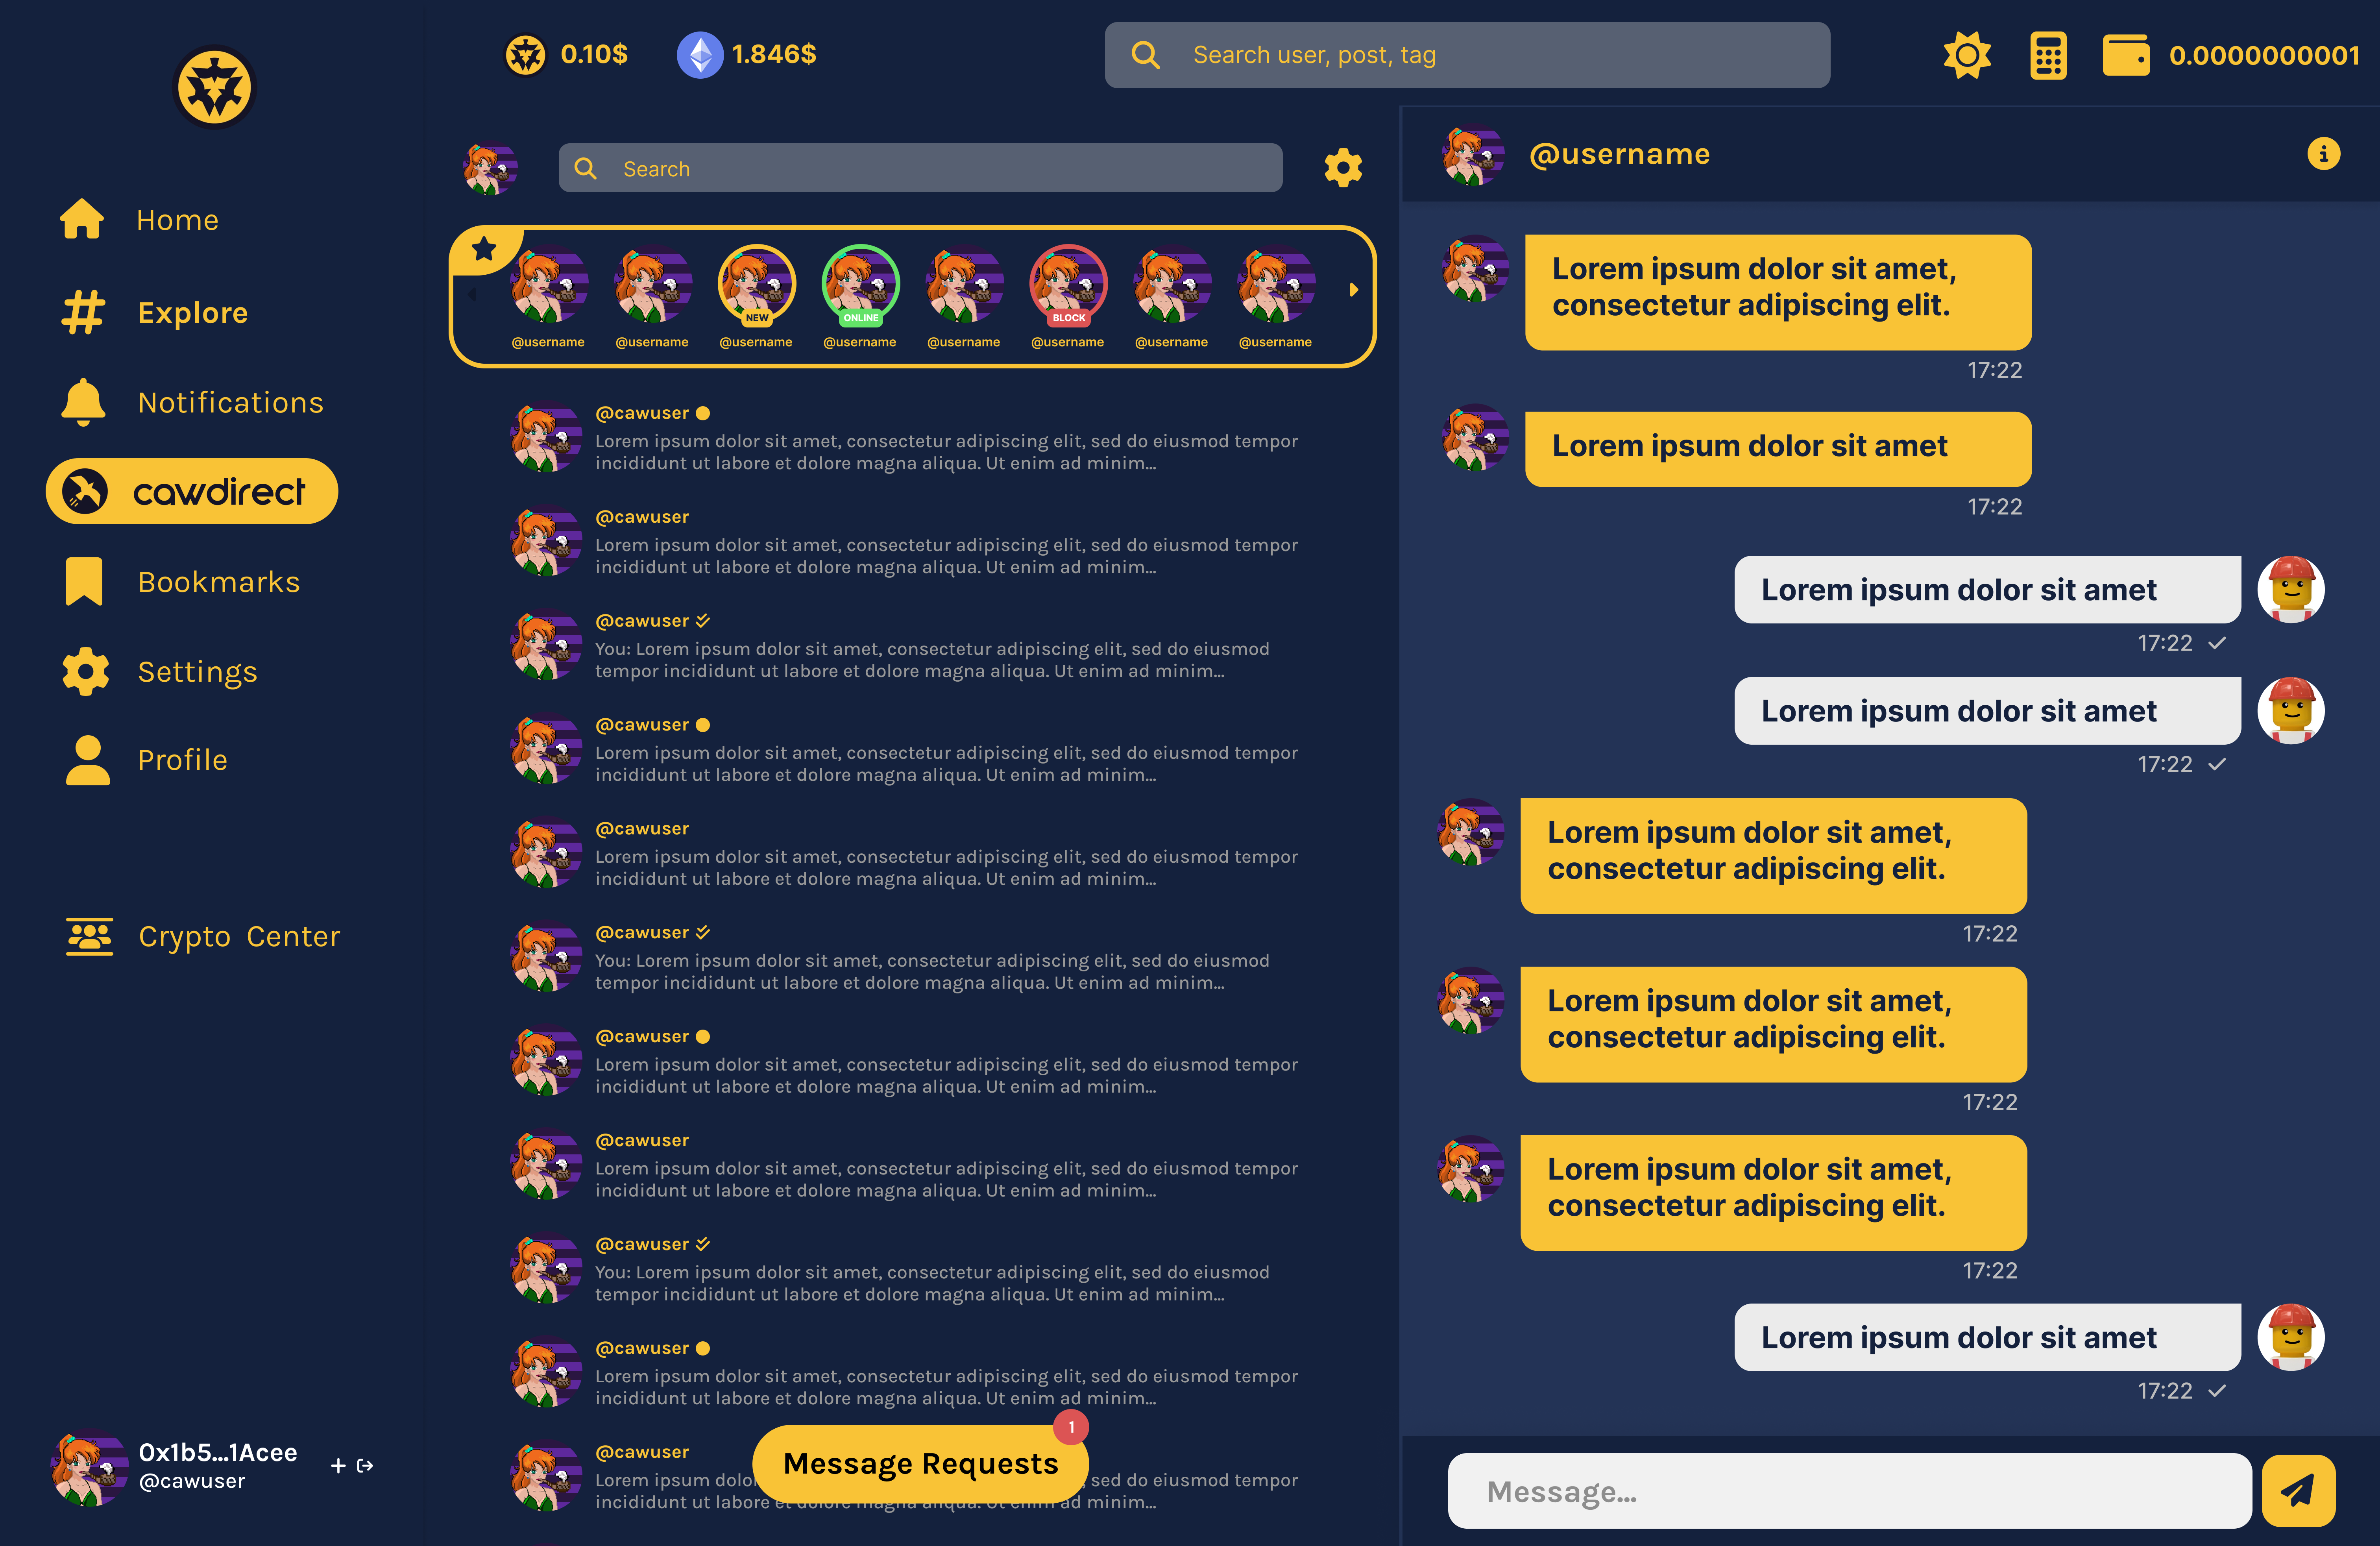 0.10$
1.846$
Search user, post, tag
0.0000000001
Home
Explore
Notifications
cawdirect
Bookmarks
Settings
Profile
Crypto Center
0x1b5...1Acee
@cawuser
Search
NEW
ONLINE
BLOCK
@username @username @username @username @username @username @username @username
@cawuser
Lorem ipsum dolor sit amet, consectetur adipiscing elit, sed do eiusmod tempor
incididunt ut labore et dolore magna aliqua. Ut enim ad minim...
@cawuser
Lorem ipsum dolor sit amet, consectetur adipiscing elit, sed do eiusmod tempor
incididunt ut labore et dolore magna aliqua. Ut enim ad minim...
@cawuser
You: Lorem ipsum dolor sit amet, consectetur adipiscing elit, sed do eiusmod
tempor incididunt ut labore et dolore magna aliqua. Ut enim ad minim...
@cawuser
Lorem ipsum dolor sit amet, consectetur adipiscing elit, sed do eiusmod tempor
incididunt ut labore et dolore magna aliqua. Ut enim ad minim...
@cawuser
Lorem ipsum dolor sit amet, consectetur adipiscing elit, sed do eiusmod tempor
incididunt ut labore et dolore magna aliqua. Ut enim ad minim...
@cawuser
You: Lorem ipsum dolor sit amet, consectetur adipiscing elit, sed do eiusmod
tempor incididunt ut labore et dolore magna aliqua. Ut enim ad minim...
@cawuser
Lorem ipsum dolor sit amet, consectetur adipiscing elit, sed do eiusmod tempor
incididunt ut labore et dolore magna aliqua. Ut enim ad minim...
@cawuser
Lorem ipsum dolor sit amet, consectetur adipiscing elit, sed do eiusmod tempor
incididunt ut labore et dolore magna aliqua. Ut enim ad minim...
@cawuser
You: Lorem ipsum dolor sit amet, consectetur adipiscing elit, sed do eiusmod
tempor incididunt ut labore et dolore magna aliqua. Ut enim ad minim...
@cawuser
Lorem ipsum dolor sit amet, consectetur adipiscing elit, sed do eiusmod tempor
incididunt ut labore et dolore magna aliqua. Ut enim ad minim...
@cawuser
Lorem ipsum dolor sed do eiusmod tempor
incididunt ut labore et dolore magna aliqua. Ut enim ad minim...
1
Message Requests
@username
Lorem ipsum dolor sit amet,
consectetur adipiscing elit.
17:22
Lorem ipsum dolor sit amet
17:22
Lorem ipsum dolor sit amet
17:22
Lorem ipsum dolor sit amet
17:22
Lorem ipsum dolor sit amet,
consectetur adipiscing elit.
17:22
Lorem ipsum dolor sit amet,
consectetur adipiscing elit.
17:22
Lorem ipsum dolor sit amet,
consectetur adipiscing elit.
17:22
Lorem ipsum dolor sit amet
17:22
Message...